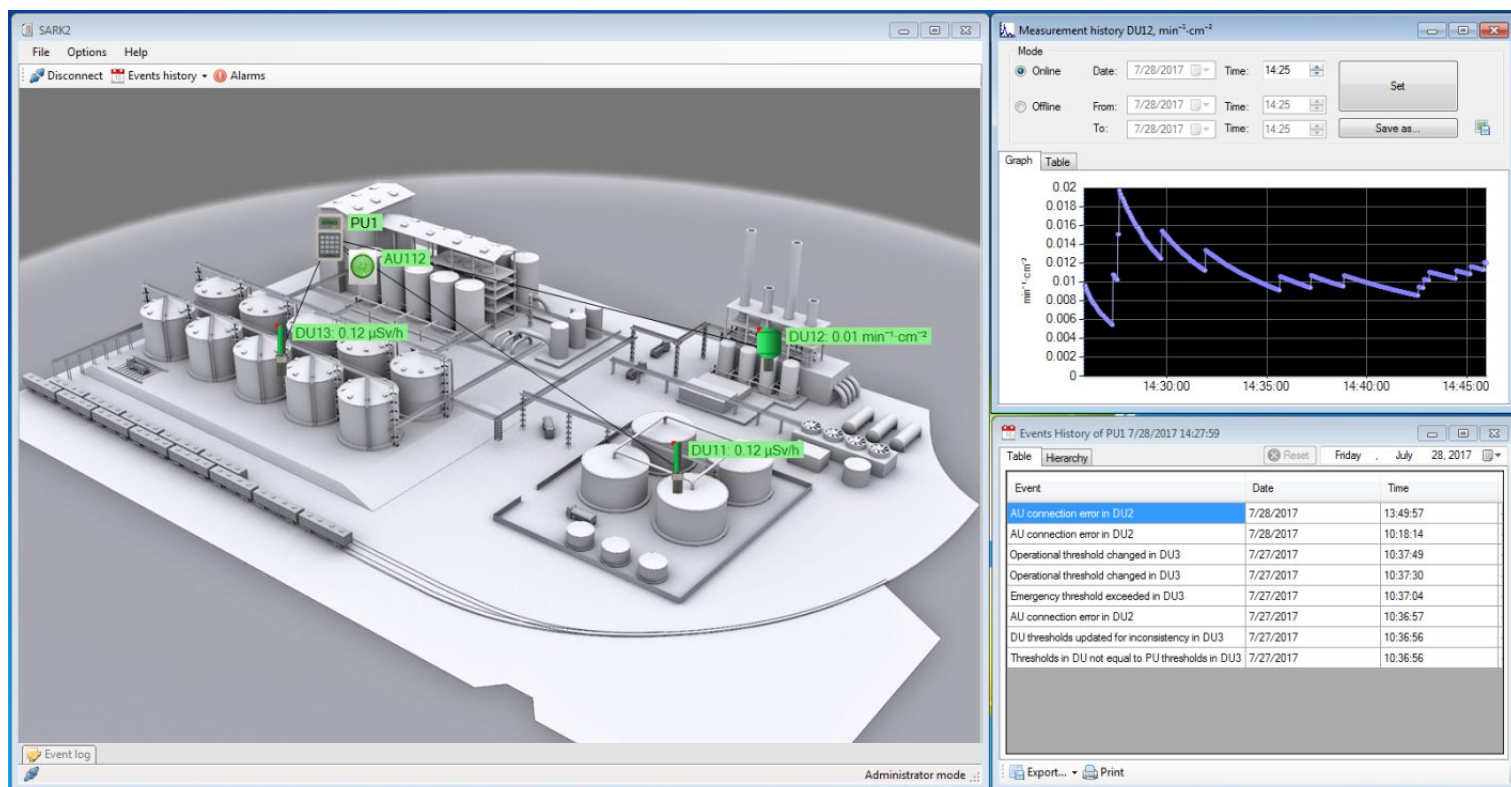 SARK2
File Options Help
Disconnect Events history Alarms
PU1
AU112
DU13: 0.12 µSv/h
DU12: 0.01 min⁻¹·cm⁻²
DU11: 0.12 µSv/h
Event log
Administrator mode
Measurement history DU12, min⁻¹·cm⁻²
Mode
Online Date: 7/28/2017 Time: 14:25 Set
Offline From: 7/28/2017 Time: 14:25
To: 7/28/2017 Time: 14:25 Save as...
Graph Table
0.02
0.018
0.016
0.014
0.012
0.01
0.008
0.006
0.004
0.002
0
min⁻¹·cm⁻²
14:30:00 14:35:00 14:40:00 14:45:00
Events History of PU1 7/28/2017 14:27:59
Table Hierarchy Reset Friday , July 28, 2017
Event Date Time
AU connection error in DU2 7/28/2017 13:49:57
AU connection error in DU2 7/28/2017 10:18:14
Operational threshold changed in DU3 7/27/2017 10:37:49
Operational threshold changed in DU3 7/27/2017 10:37:30
Emergency threshold exceeded in DU3 7/27/2017 10:37:04
AU connection error in DU2 7/27/2017 10:36:57
DU thresholds updated for inconsistency in DU3 7/27/2017 10:36:56
Thresholds in DU not equal to PU thresholds in DU3 7/27/2017 10:36:56
Export... Print